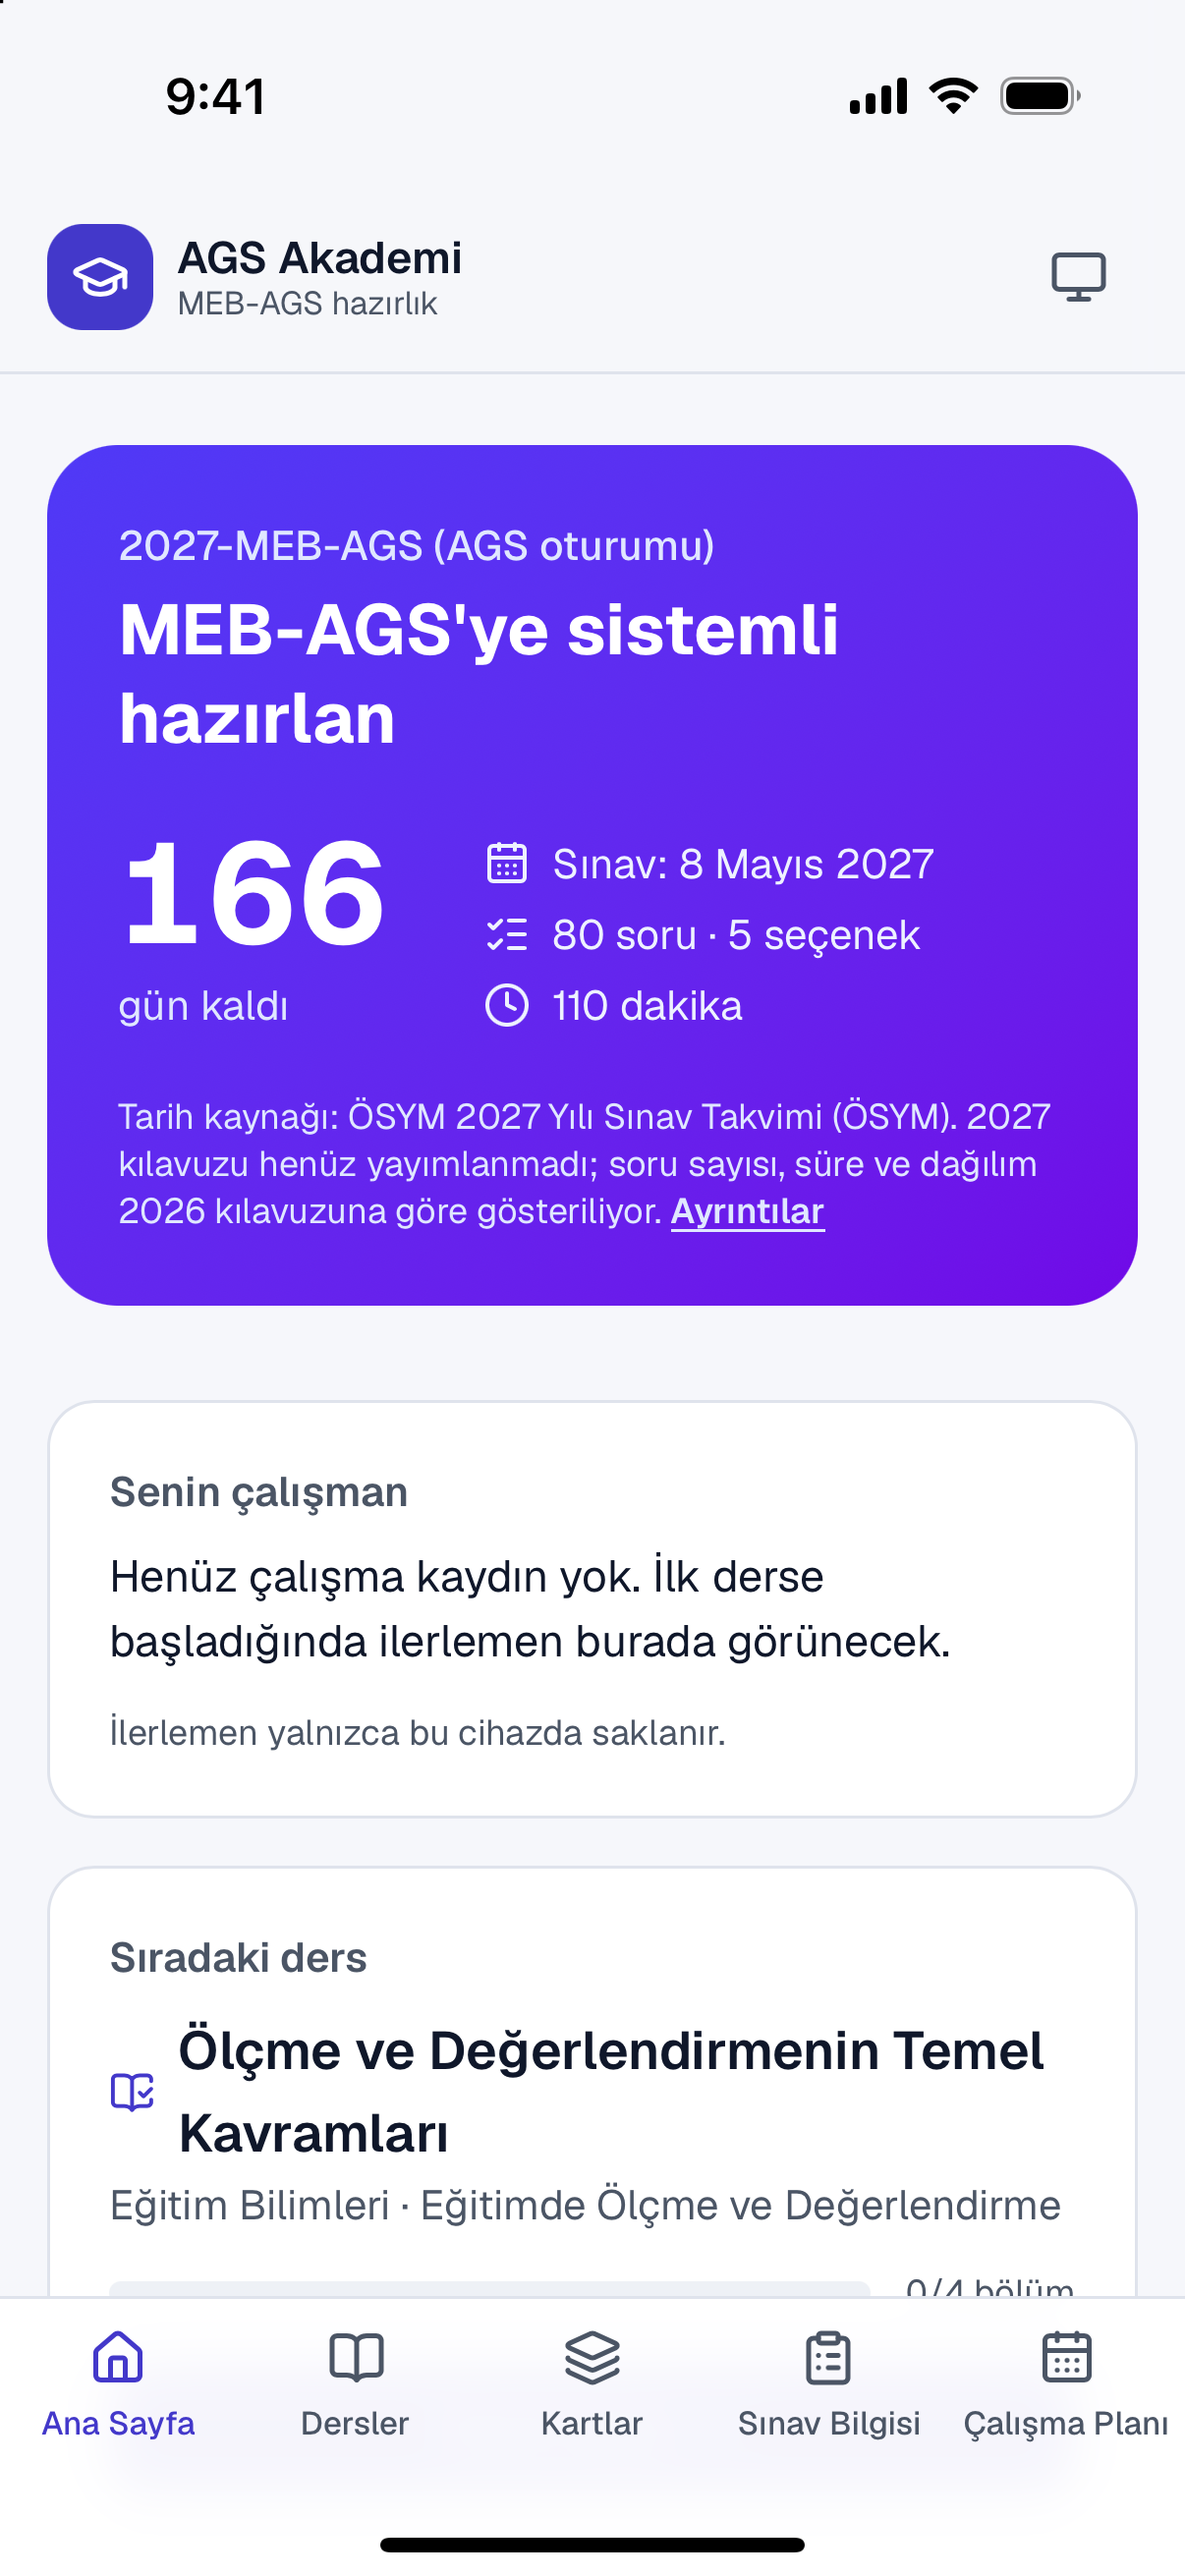 9:41
AGS Akademi
MEB-AGS hazırlık
2027-MEB-AGS (AGS oturumu)
MEB-AGS'ye sistemli
hazırlan
166
gün kaldı
Sınav: 8 Mayıs 2027
80 soru · 5 seçenek
110 dakika
Tarih kaynağı: ÖSYM 2027 Yılı Sınav Takvimi (ÖSYM). 2027
kılavuzu henüz yayımlanmadı; soru sayısı, süre ve dağılım
2026 kılavuzuna göre gösteriliyor. Ayrıntılar
Senin çalışman
Henüz çalışma kaydın yok. İlk derse
başladığında ilerlemen burada görünecek.
İlerlemen yalnızca bu cihazda saklanır.
Sıradaki ders
Ölçme ve Değerlendirmenin Temel
Kavramları
Eğitim Bilimleri · Eğitimde Ölçme ve Değerlendirme
0/4 bölüm
Ana Sayfa
Dersler
Kartlar
Sınav Bilgisi
Çalışma Planı